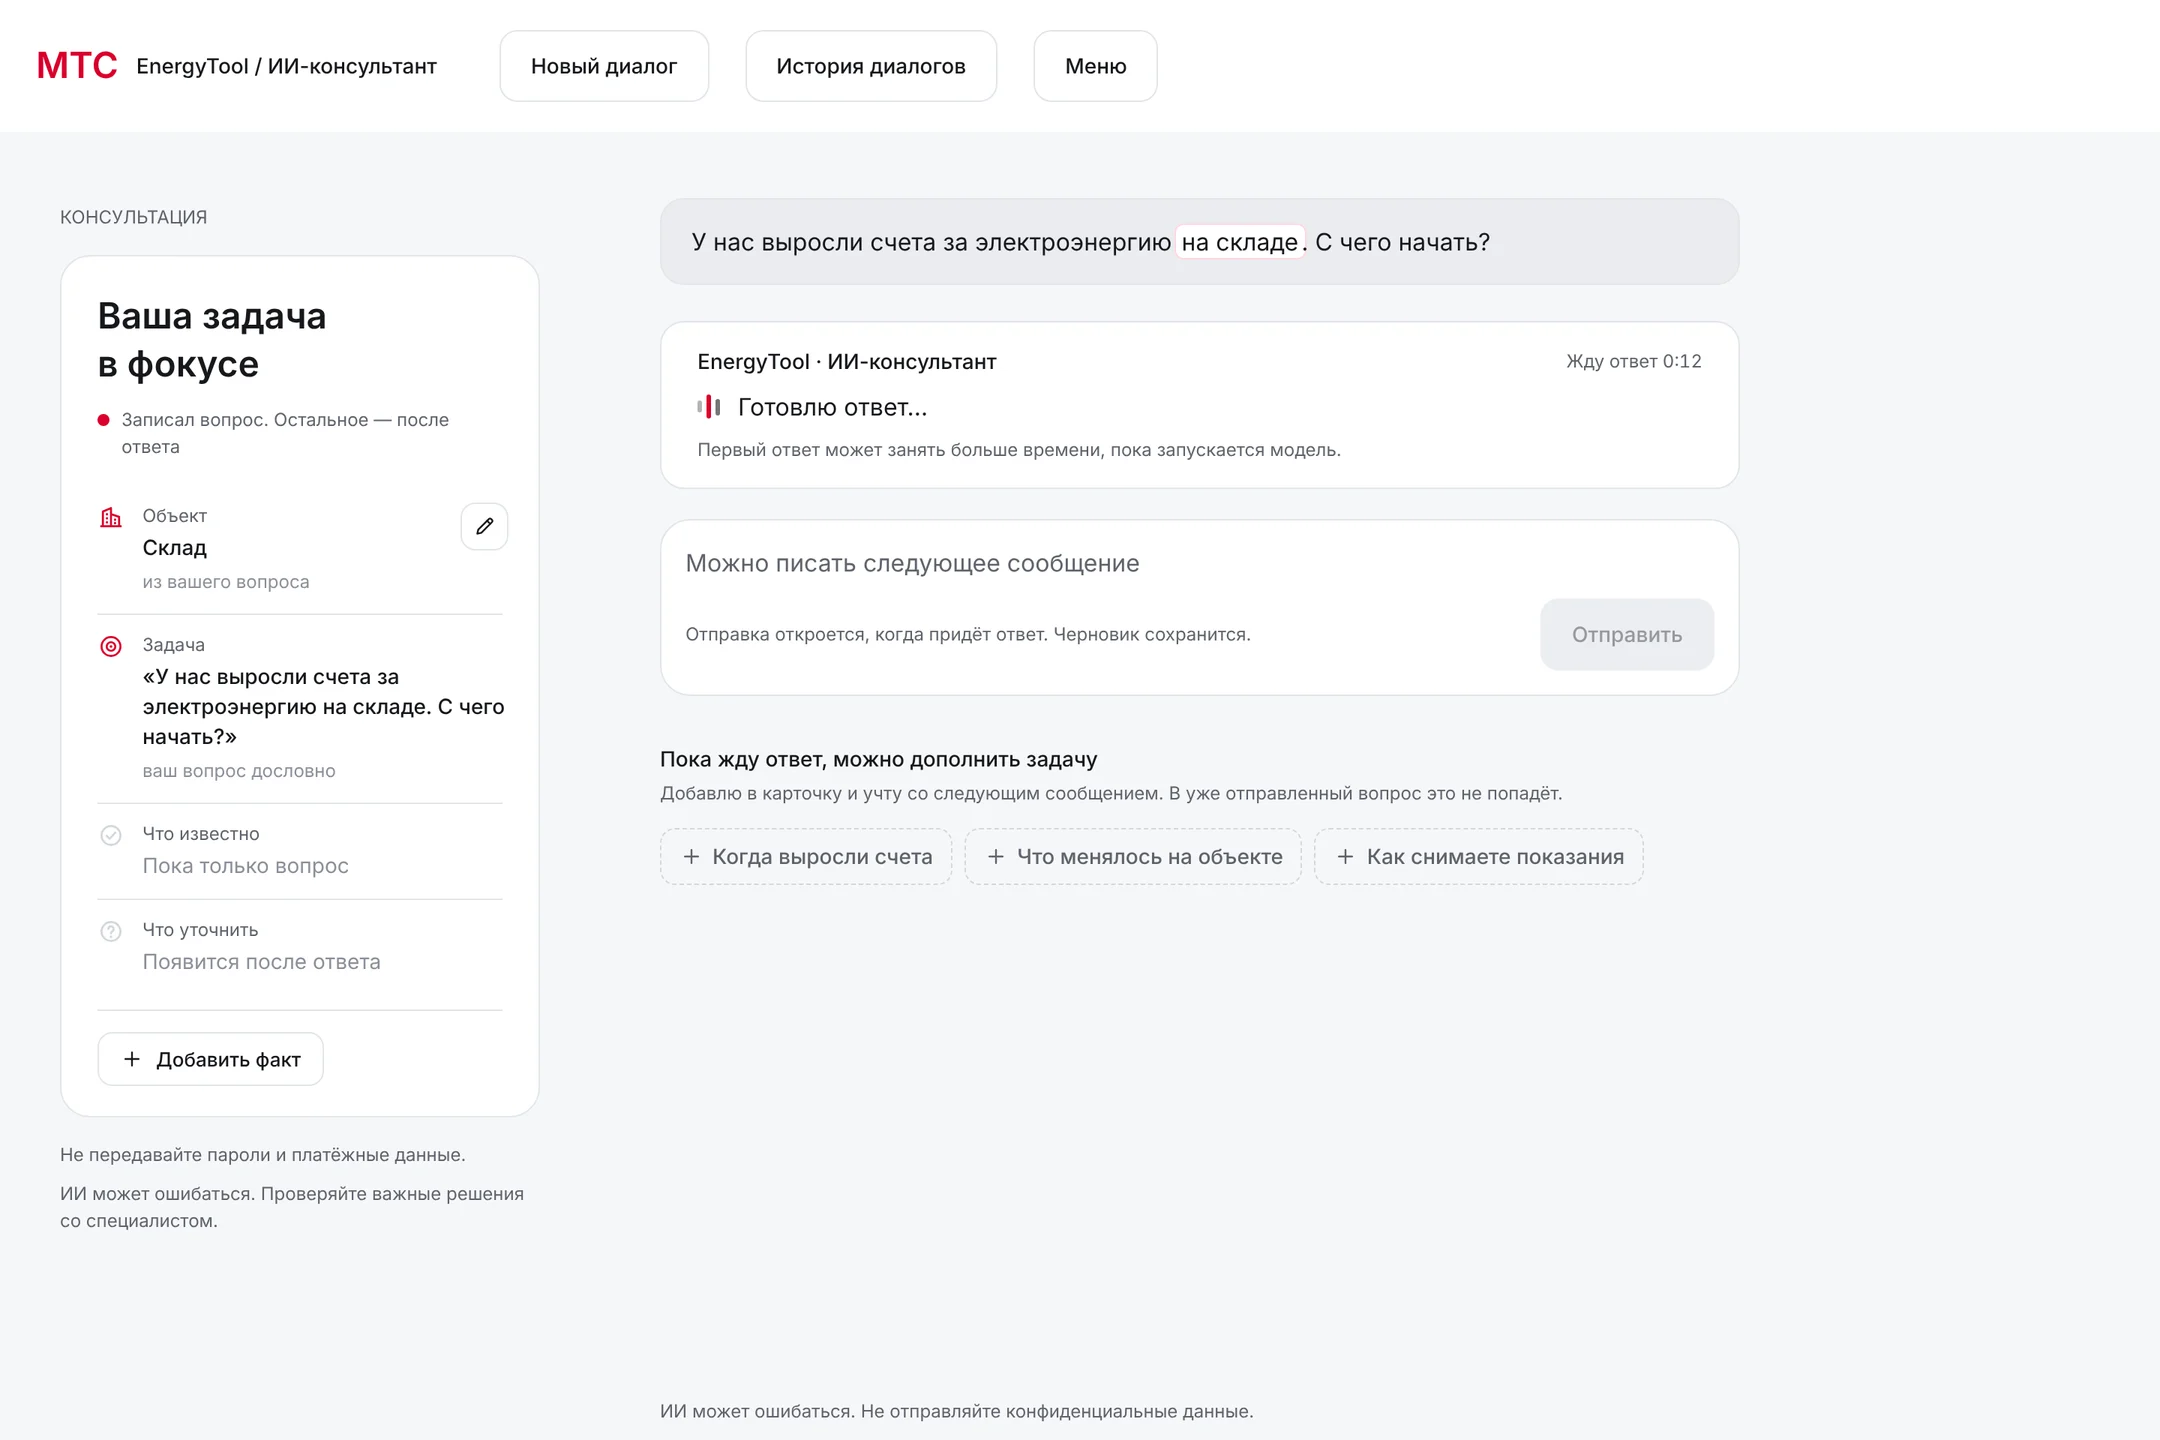 МТС EnergyTool / ИИ-консультант
Новый диалог
История диалогов
Меню
КОНСУЛЬТАЦИЯ
Ваша задача
в фокусе
Записал вопрос. Остальное — после
ответа
Объект
Склад
из вашего вопроса
Задача
«У нас выросли счета за
электроэнергию на складе. С чего
начать?»
ваш вопрос дословно
Что известно
Пока только вопрос
Что уточнить
Появится после ответа
+ Добавить факт
Не передавайте пароли и платёжные данные.
ИИ может ошибаться. Проверяйте важные решения
со специалистом.
У нас выросли счета за электроэнергию на складе. С чего начать?
EnergyTool · ИИ-консультант
Жду ответ 0:12
Готовлю ответ...
Первый ответ может занять больше времени, пока запускается модель.
Можно писать следующее сообщение
Отправка откроется, когда придёт ответ. Черновик сохранится.
Отправить
Пока жду ответ, можно дополнить задачу
Добавлю в карточку и учту со следующим сообщением. В уже отправленный вопрос это не попадёт.
+ Когда выросли счета
+ Что менялось на объекте
+ Как снимаете показания
ИИ может ошибаться. Не отправляйте конфиденциальные данные.